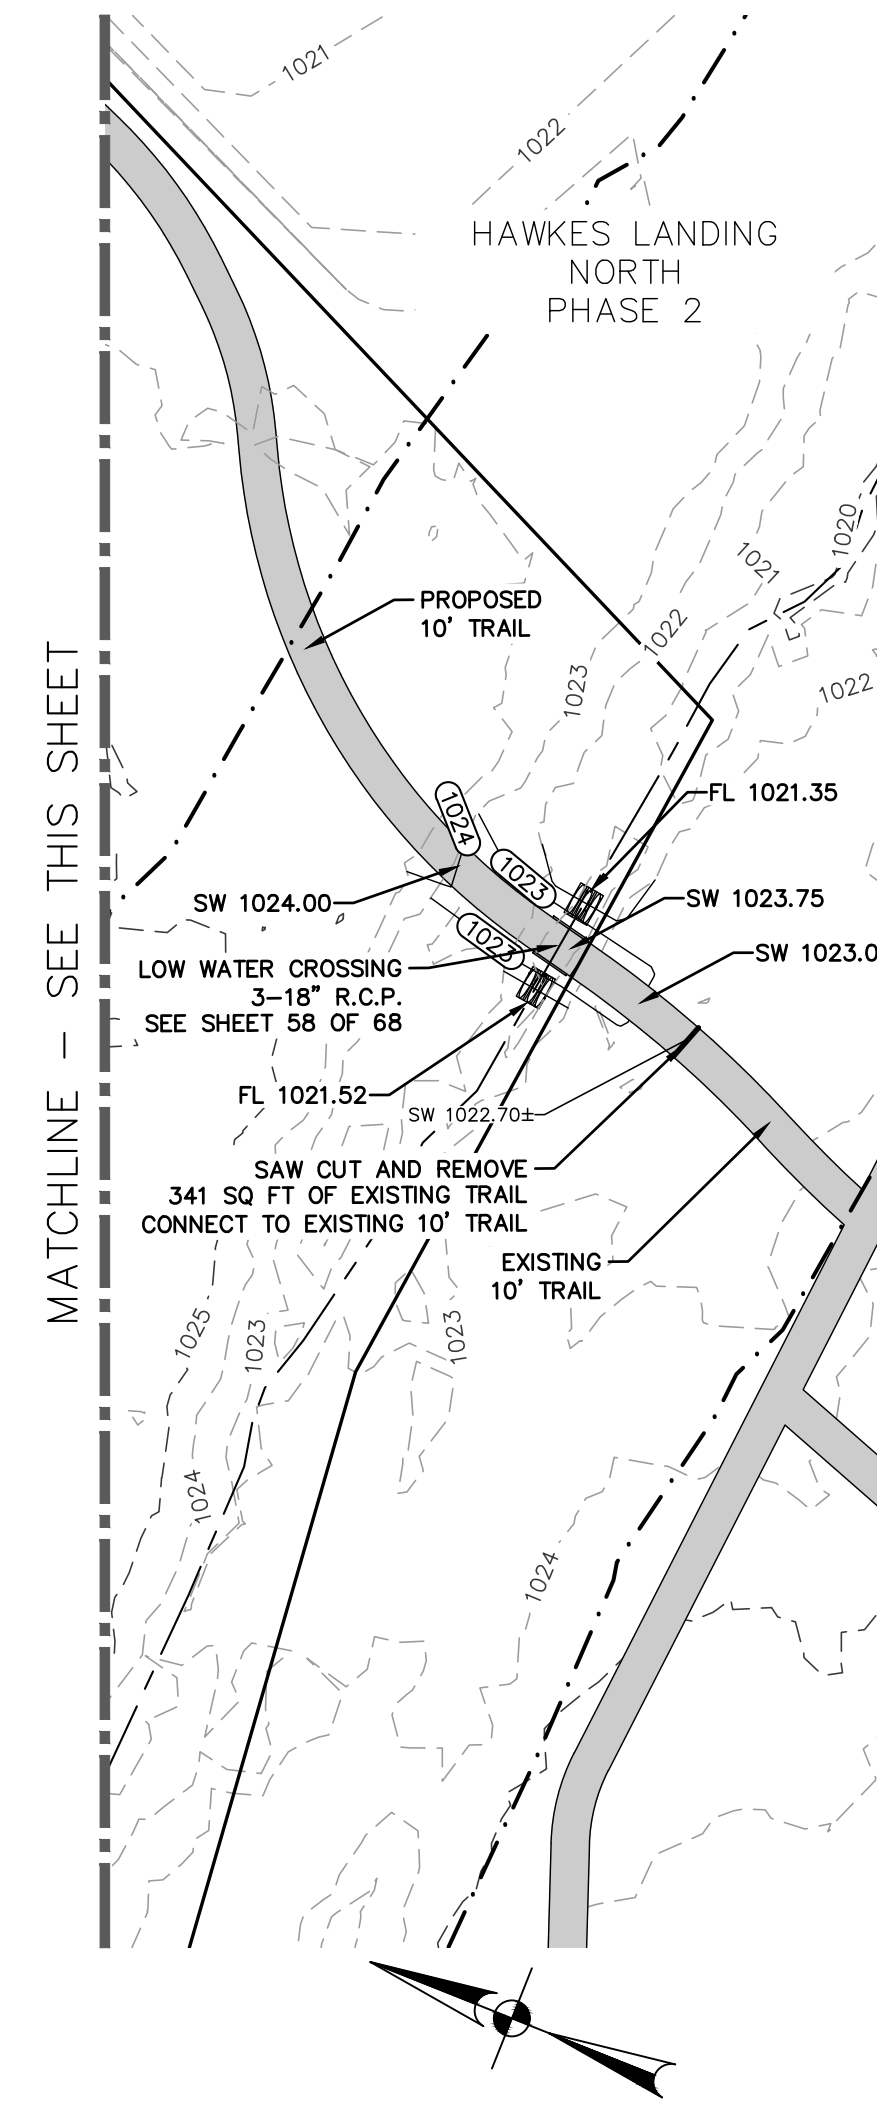 1021
1022
HAWKES LANDING
NORTH
PHASE 2
1020
1021
PROPOSED
10' TRAIL
1022
1023
1022
MATCHLINE - SEE THIS SHEET
FL 1021.35
1024
1023
SW 1024.00
SW 1023.75
1023
SW 1023.0
LOW WATER CROSSING
3-18" R.C.P.
SEE SHEET 58 OF 68
FL 1021.52
SW 1022.70±
SAW CUT AND REMOVE
341 SQ FT OF EXISTING TRAIL
CONNECT TO EXISTING 10' TRAIL
EXISTING
10' TRAIL
1025
1023
1023
1024
1024